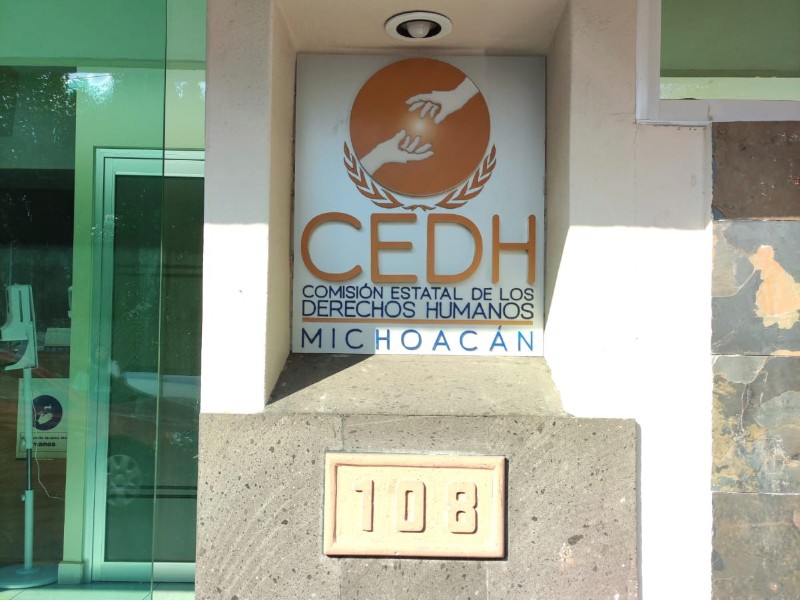 CEDH
COMISIÓN ESTATAL DE LOS
DERECHOS HUMANOS
MICHOACÁN
108